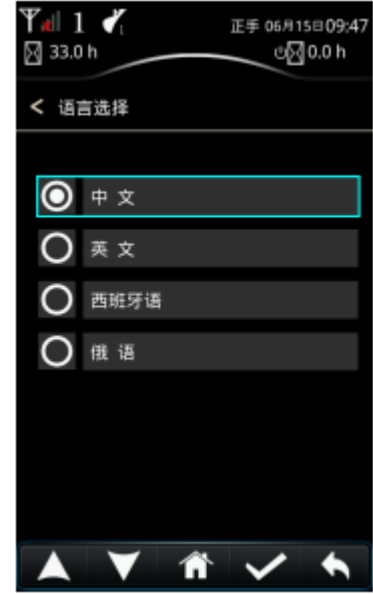 1 1 正手 06月15日09:47
33.0 h 0.0 h
< 语言选择
中 文
英 文
西班牙语
俄 语